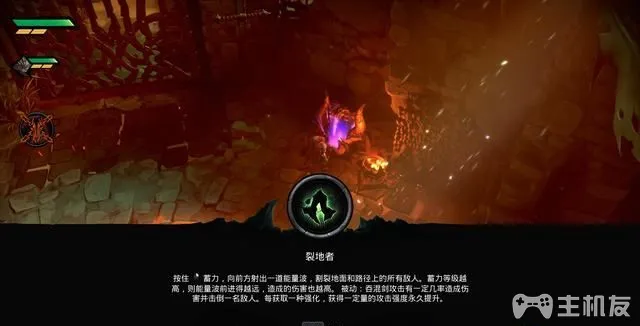 裂地者
按住 蓄力，向前方射出一道能量波，割裂地面和路径上的所有敌人。蓄力等级越
高，则能量波前进得越远，造成的伤害也越高。 被动：吞混剑攻击有一定几率造成伤
害并击倒一名敌人。每获取一种强化，获得一定量的攻击强度永久提升。
主机友